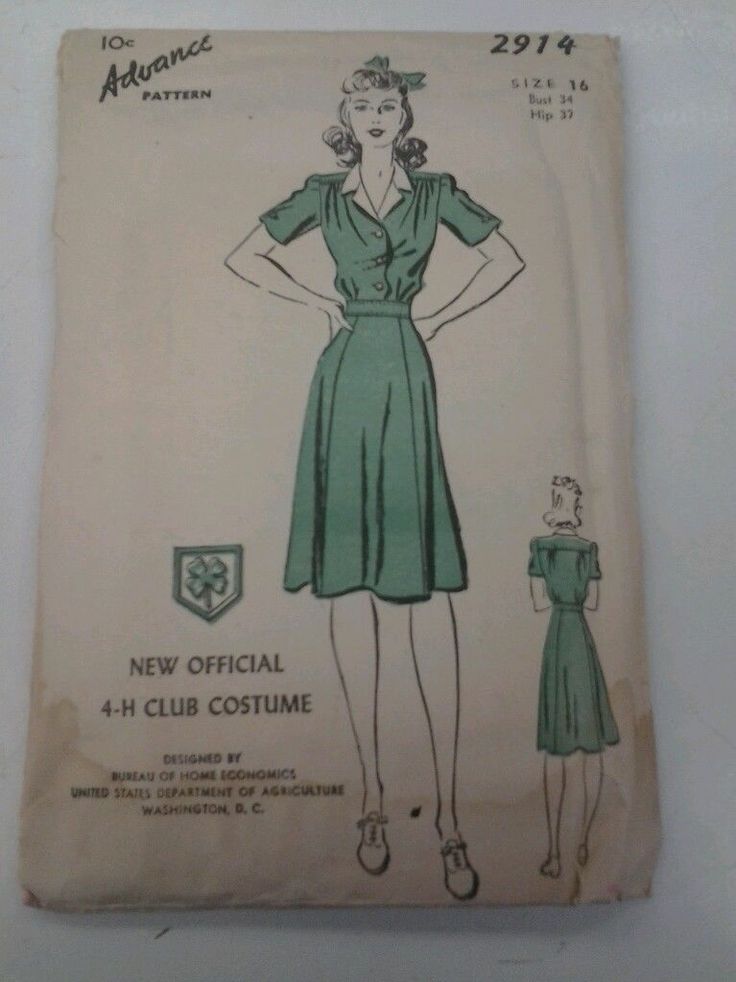 10c
Advance
PATTERN
2914
SIZE 16
Bust 34
Hip 37
NEW OFFICIAL
4-H CLUB COSTUME
DESIGNED BY
BUREAU OF HOME ECONOMICS
UNITED STATES DEPARTMENT OF AGRICULTURE
WASHINGTON, D. C.